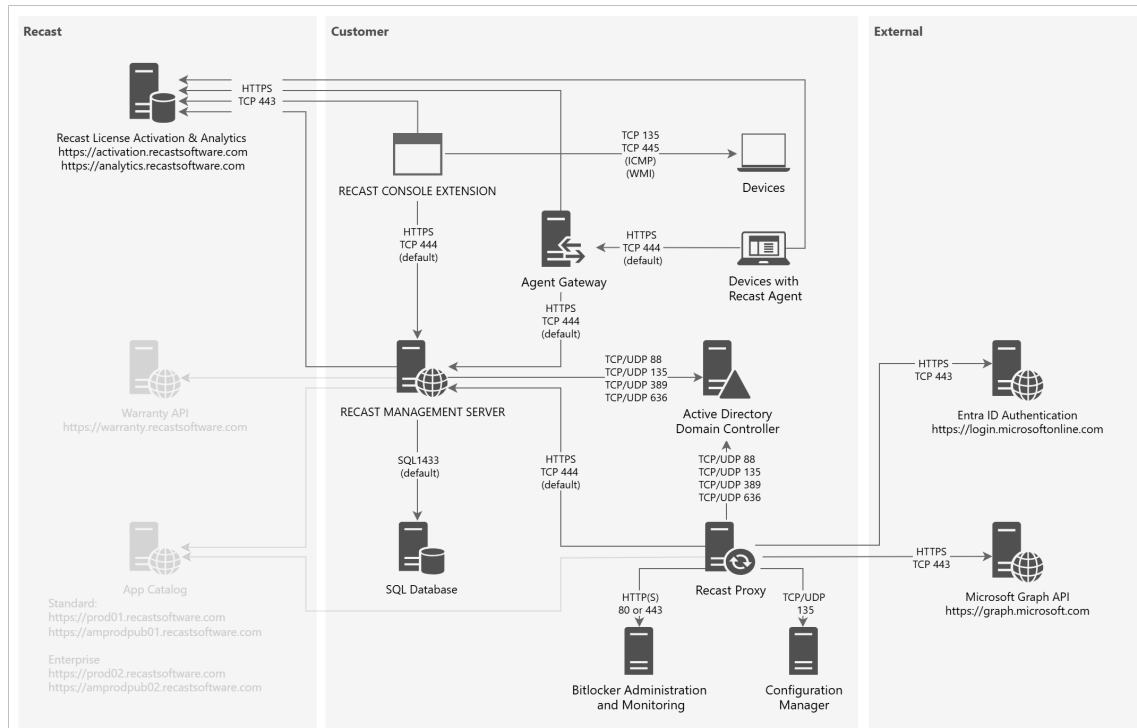 Recast
Customer
External
HTTPS
TCP 443
Recast License Activation & Analytics
https://activation.recastsoftware.com
https://analytics.recastsoftware.com
RECAST CONSOLE EXTENSION
TCP 135
TCP 445
(ICMP)
(WMI)
Devices
HTTPS
TCP 444
(default)
Agent Gateway
HTTPS
TCP 444
(default)
Devices with
Recast Agent
HTTPS
TCP 444
(default)
Warranty API
https://warranty.recastsoftware.com
RECAST MANAGEMENT SERVER
TCP/UDP 88
TCP/UDP 135
TCP/UDP 389
TCP/UDP 636
Active Directory
Domain Controller
HTTPS
TCP 443
Entra ID Authentication
https://login.microsoftonline.com
SQL1433
(default)
HTTPS
TCP 444
(default)
TCP/UDP 88
TCP/UDP 135
TCP/UDP 389
TCP/UDP 636
App Catalog
Standard:
https://prod01.recastsoftware.com
https://amprodpub01.recastsoftware.com
Enterprise
https://prod02.recastsoftware.com
https://amprodpub02.recastsoftware.com
SQL Database
Recast Proxy
HTTPS
TCP 443
Microsoft Graph API
https://graph.microsoft.com
HTTP(S)
80 or 443
TCP/UDP
135
Bitlocker Administration
and Monitoring
Configuration
Manager